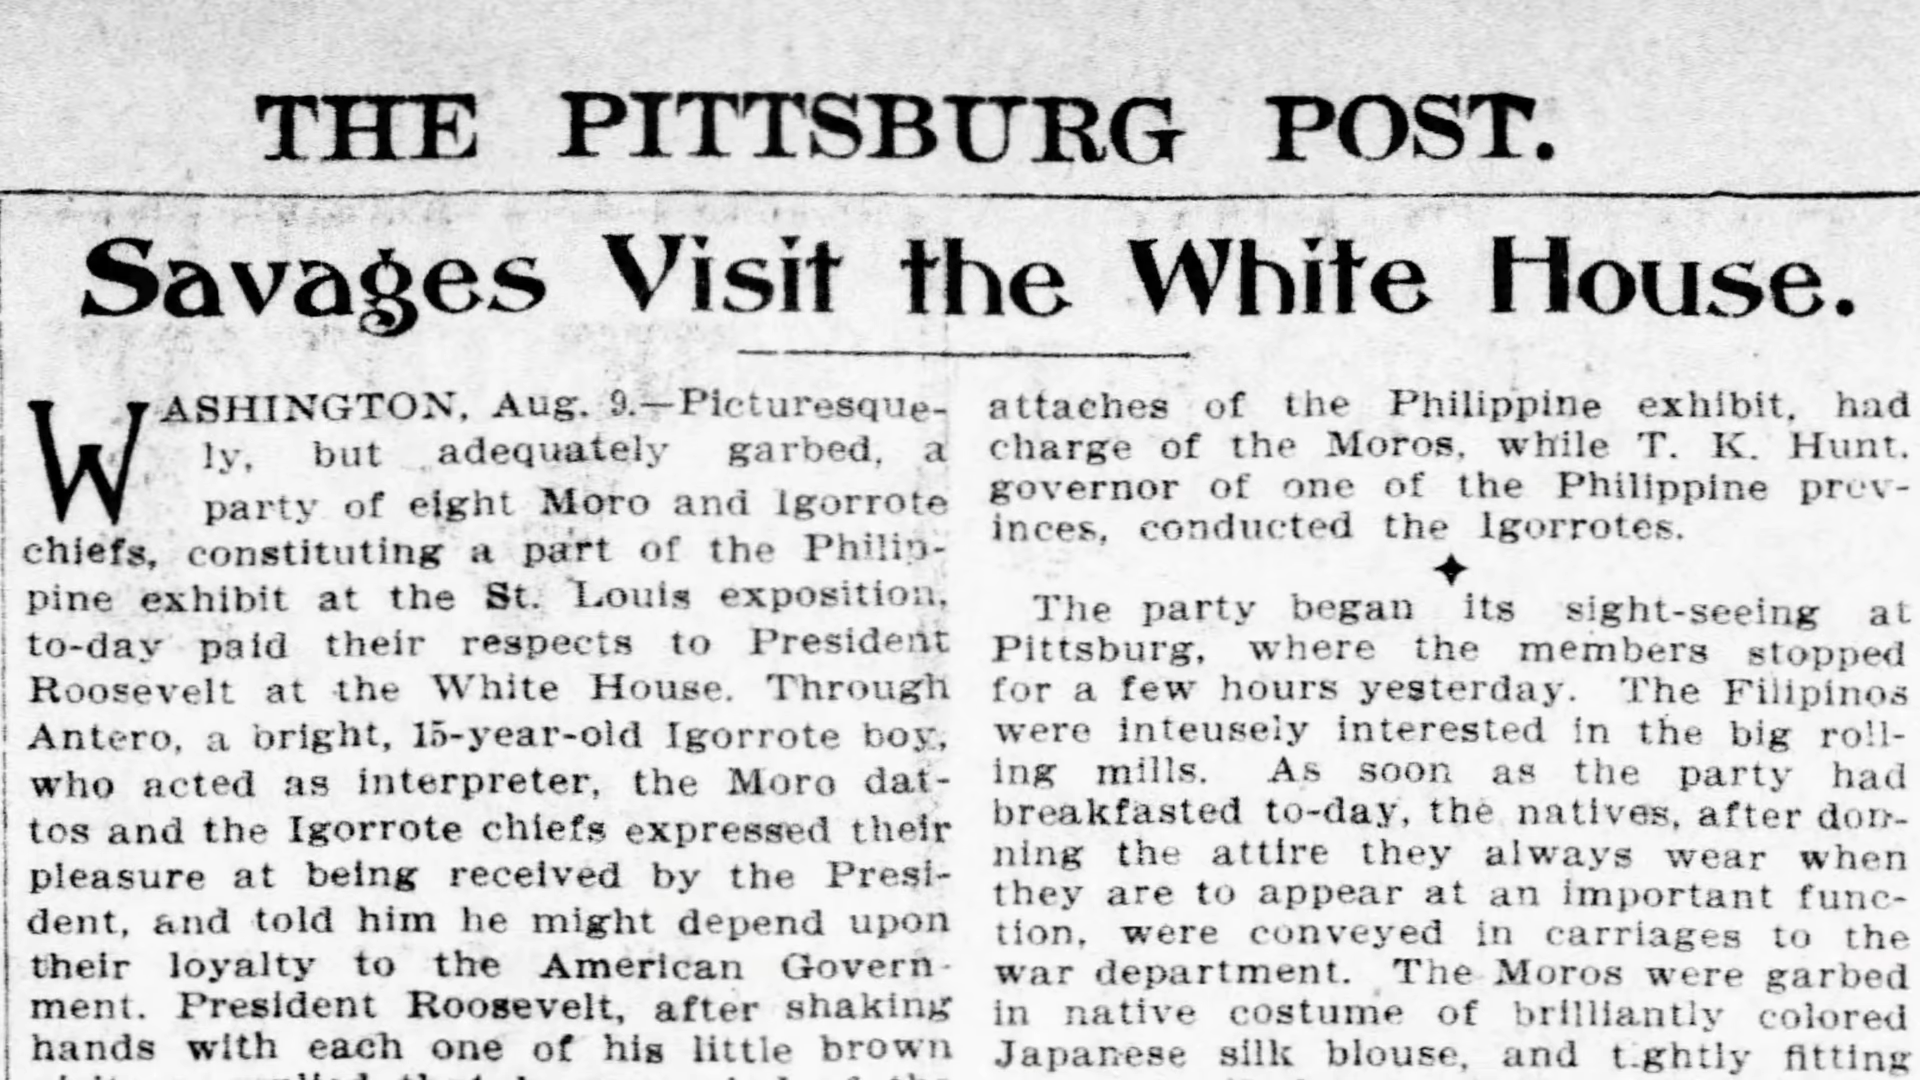 THE PITTSBURG POST.
Savages Visit the White House.
WASHINGTON, Aug. 9.—Picturesque-
ly, but adequately garbed, a
party of eight Moro and Igorrote
chiefs, constituting a part of the Philip-
pine exhibit at the St. Louis exposition,
to-day paid their respects to President
Roosevelt at the White House. Through
Antero, a bright, 15-year-old Igorrote boy,
who acted as interpreter, the Moro dat-
tos and the Igorrote chiefs expressed their
pleasure at being received by the Presi-
dent, and told him he might depend upon
their loyalty to the American Govern-
ment. President Roosevelt, after shaking
hands with each one of his little brown
attaches of the Philippine exhibit, had
charge of the Moros, while T. K. Hunt,
governor of one of the Philippine prov-
inces, conducted the Igorrotes.
The party began its sight-seeing at
Pittsburg, where the members stopped
for a few hours yesterday. The Filipinos
were inteusely interested in the big roll-
ing mills. As soon as the party had
breakfasted to-day, the natives, after don-
ning the attire they always wear when
they are to appear at an important func-
tion, were conveyed in carriages to the
war department. The Moros were garbed
in native costume of brilliantly colored
Japanese silk blouse, and tightly fitting